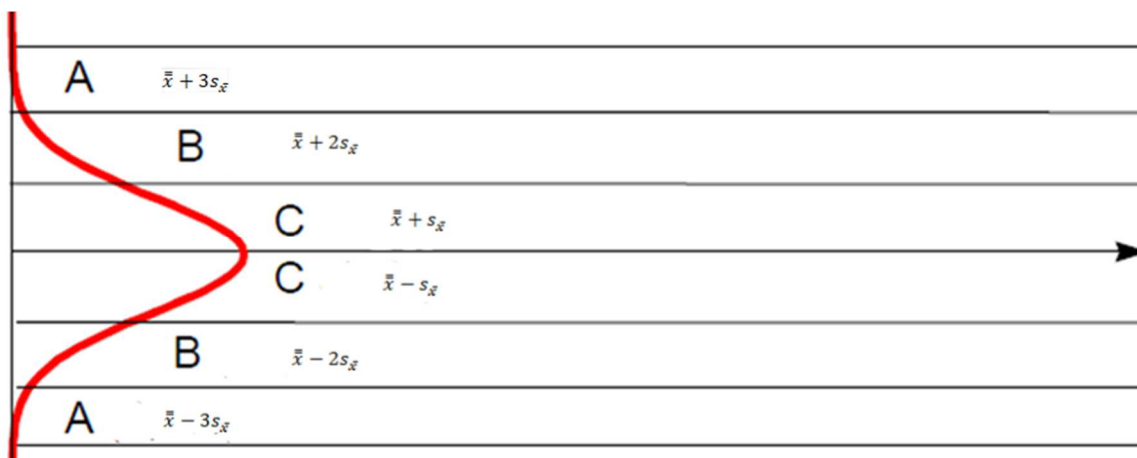 A x̿ + 3s_x̄
B x̿ + 2s_x̄
C x̿ + s_x̄
C x̿ − s_x̄
B x̿ − 2s_x̄
A x̿ − 3s_x̄